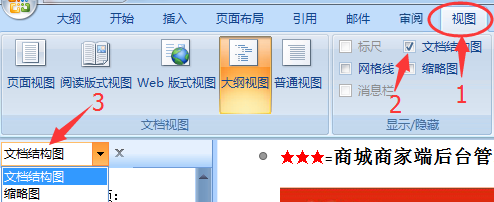 大纲 开始 插入 页面布局 引用 邮件 审阅 视图
标尺 文档结构图
页面视图 阅读版式视图 Web 版式视图 大纲视图 普通视图 网格线 缩略图
消息栏
2 1
文档视图 显示/隐藏
3
文档结构图 ×
★★★=商城商家端后台管
文档结构图
缩略图